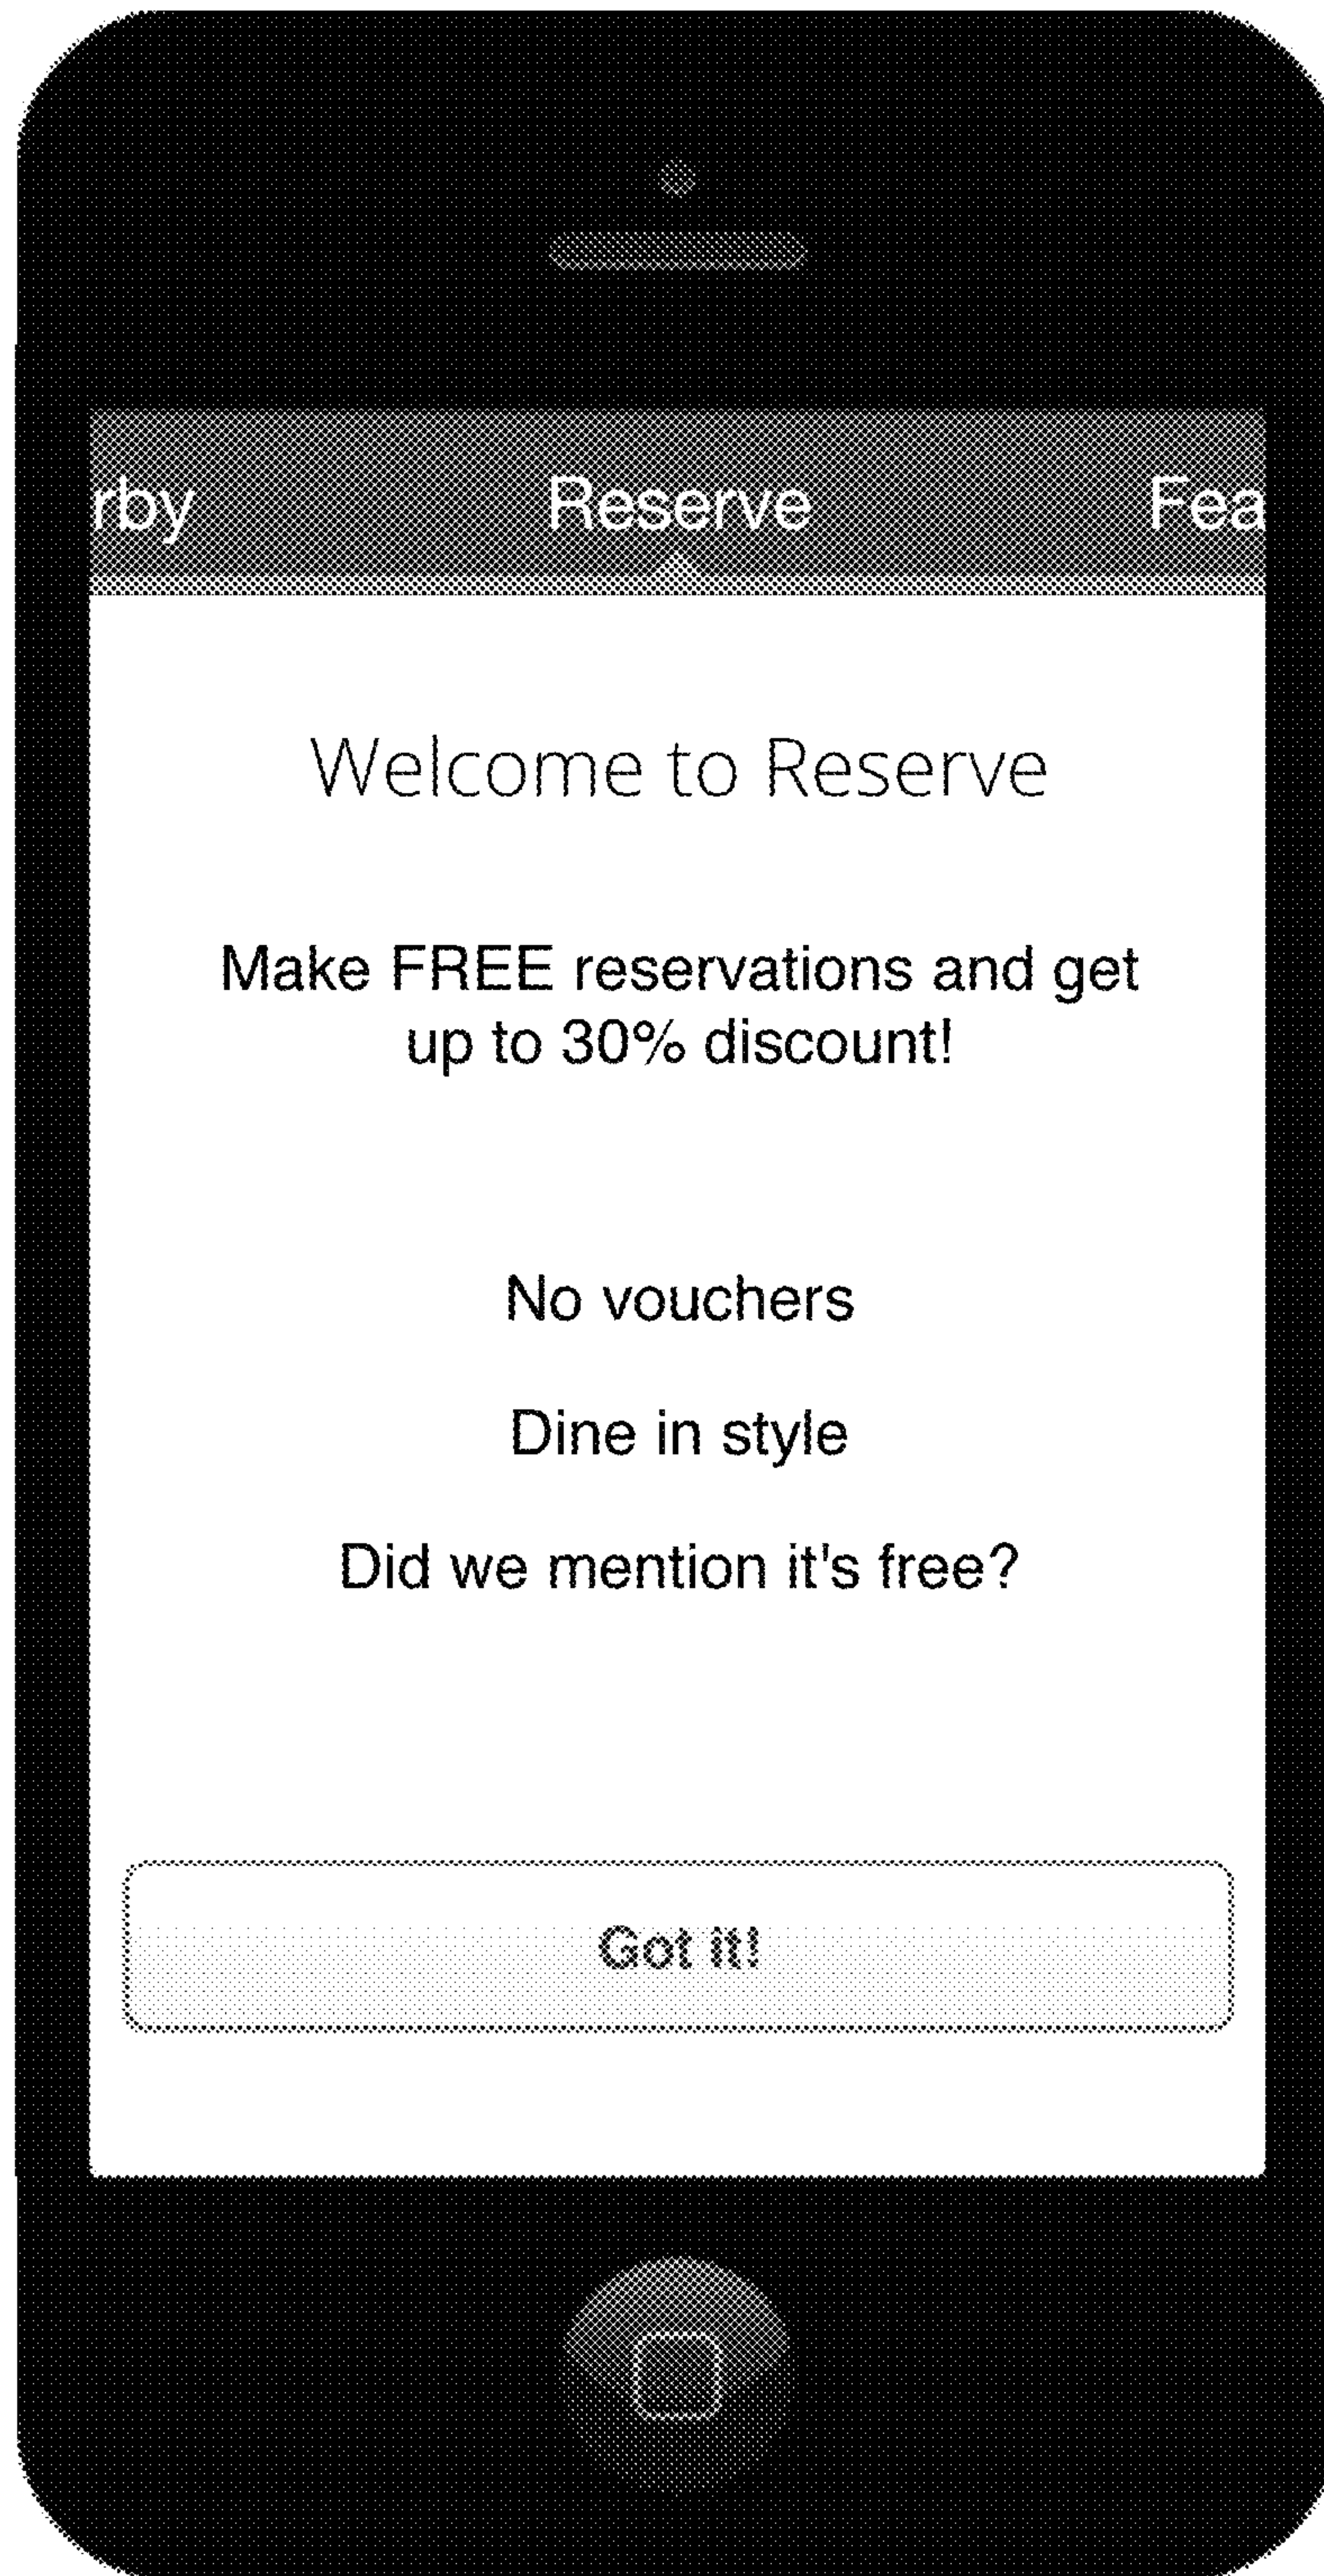 rby Reserve Fea
Welcome to Reserve
Make FREE reservations and get
up to 30% discount!
No vouchers
Dine in style
Did we mention it's free?
Got it!